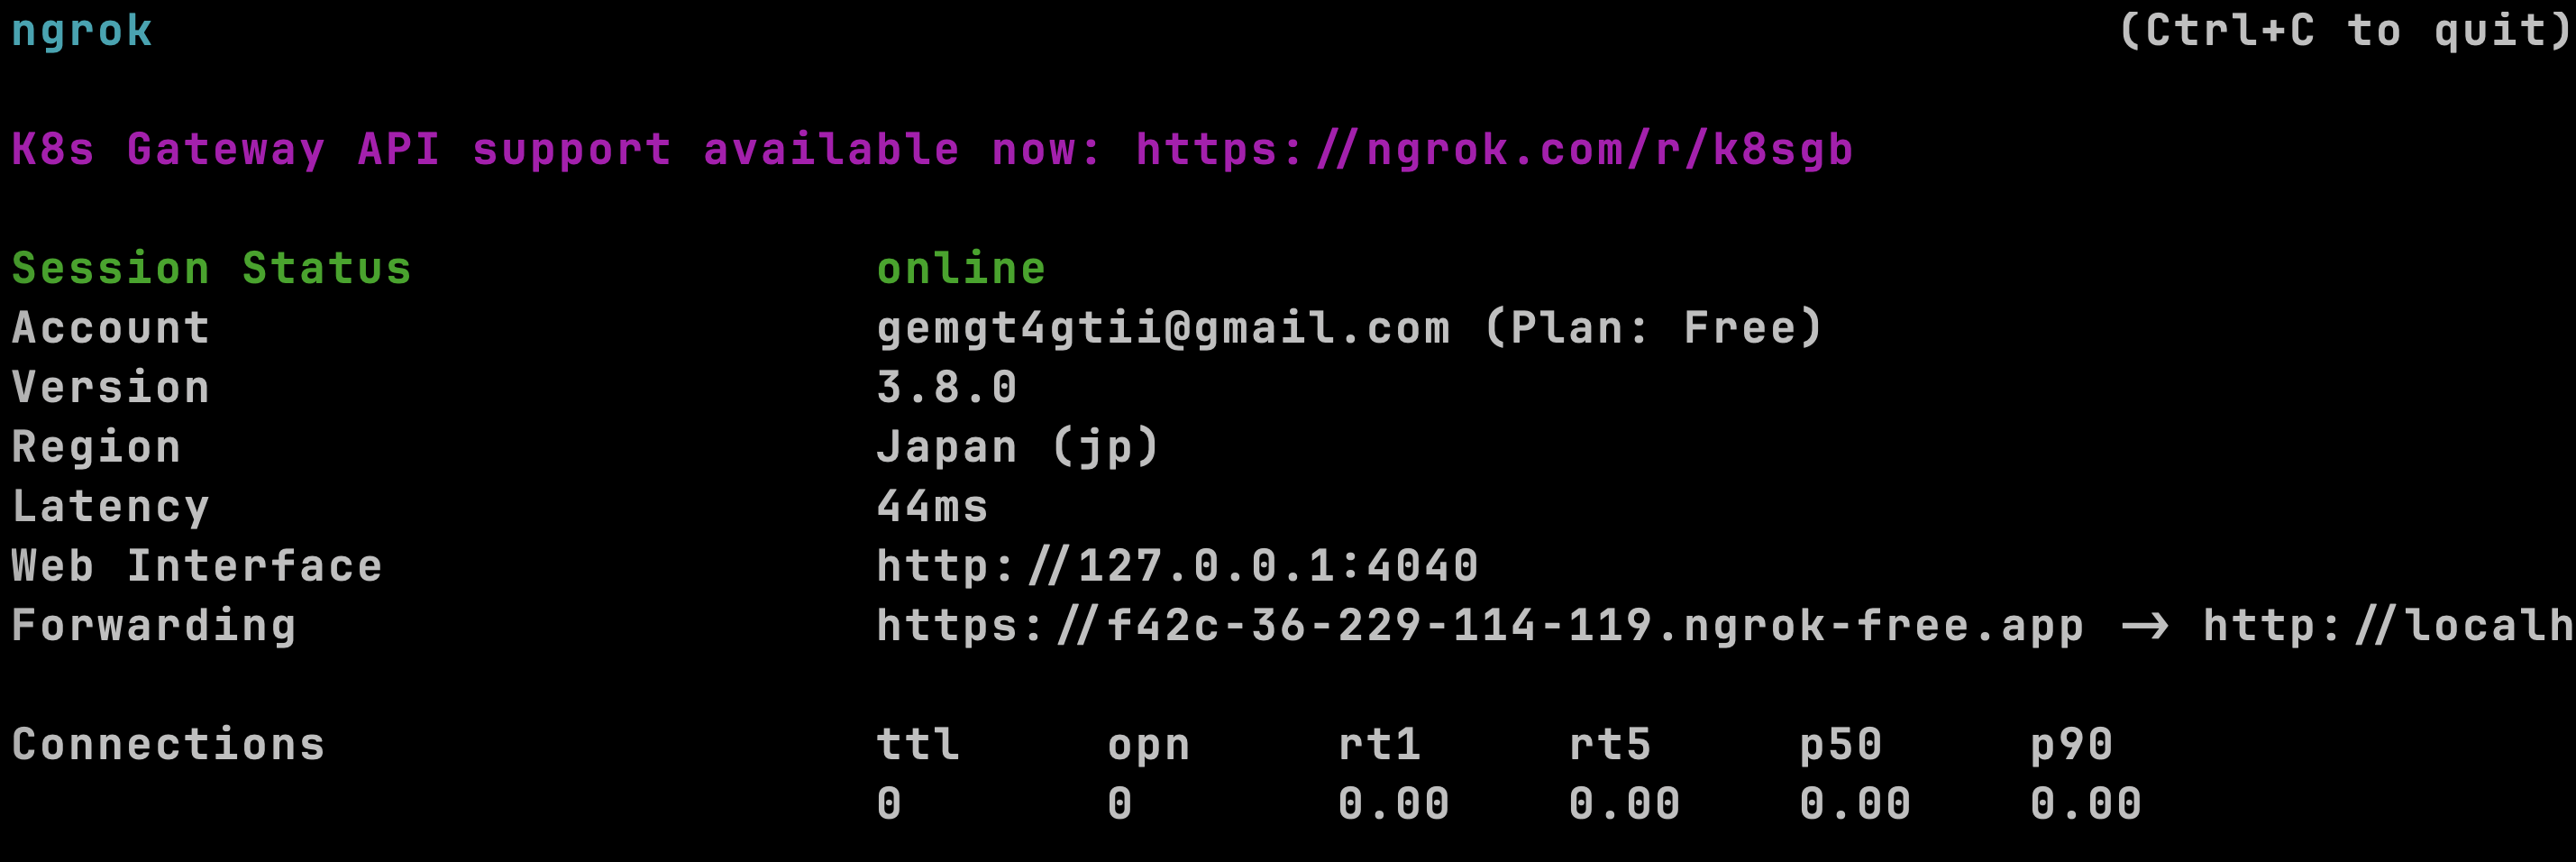 ngrok (Ctrl+C to quit)
K8s Gateway API support available now: https://ngrok.com/r/k8sgb
Session Status online
Account gemgt4gtii@gmail.com (Plan: Free)
Version 3.8.0
Region Japan (jp)
Latency 44ms
Web Interface http://127.0.0.1:4040
Forwarding https://f42c-36-229-114-119.ngrok-free.app -> http://localh
Connections ttl opn rt1 rt5 p50 p90
0 0 0.00 0.00 0.00 0.00